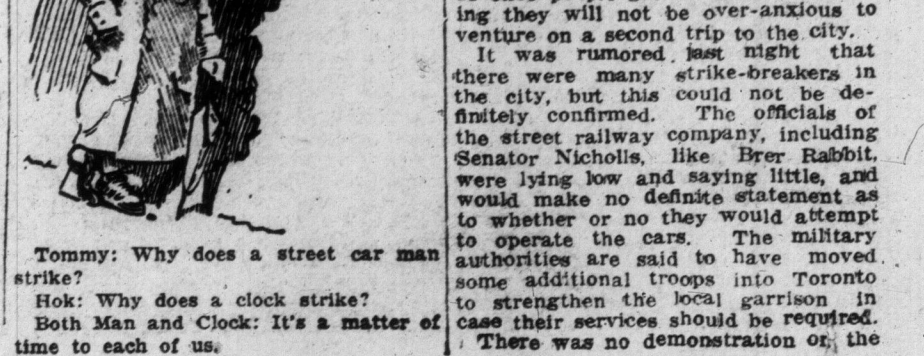 Tommy: Why does a street car man
strike?
Hok: Why does a clock strike?
Both Man and Clock: It's a matter of
time to each of us.
ing they will not be over-anxious to
venture on a second trip to the city.
It was rumored last night that
there were many strike-breakers in
the city, but this could not be de-
finitely confirmed. The officials of
the street railway company, including
Senator Nicholls, like Brer Rabbit,
were lying low and saying little, and
would make no definite statement as
to whether or no they would attempt
to operate the cars. The military
authorities are said to have moved
some additional troops into Toronto
to strengthen the local garrison in
case their services should be required.
There was no demonstration on the